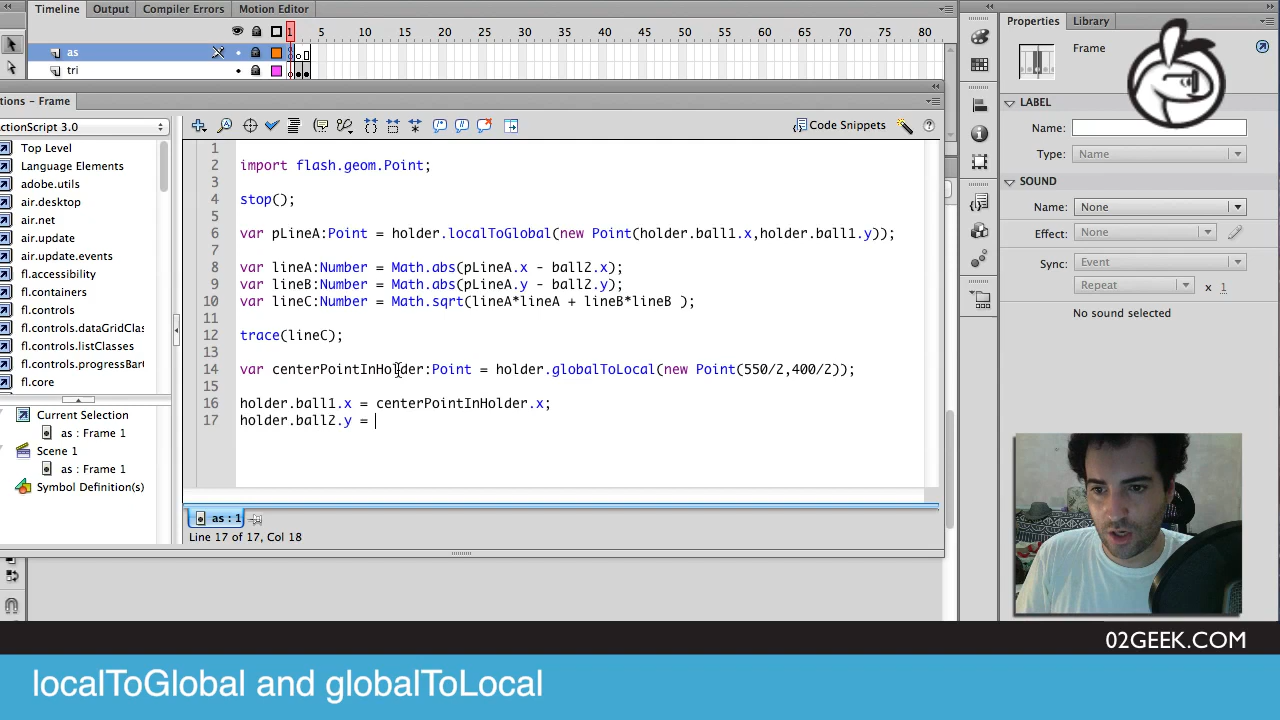 Timeline Output Compiler Errors Motion Editor
1 5 10 15 20 25 30 35 40 45 50 55 60 65 70 75 80
as
tri
Properties Library
Frame
LABEL
Name:
Type: Name
SOUND
Name: None
Effect: None
Sync: Event
Repeat x 1
No sound selected
tions - Frame
ctionScript 3.0
Code Snippets
Top Level
Language Elements
adobe.utils
air.desktop
air.net
air.update
air.update.events
fl.accessibility
fl.containers
fl.controls
fl.controls.dataGridClas
fl.controls.listClasses
fl.controls.progressBar
fl.core
Current Selection
as : Frame 1
Scene 1
as : Frame 1
Symbol Definition(s)
1
2 import flash.geom.Point;
3
4 stop();
5
6 var pLineA:Point = holder.localToGlobal(new Point(holder.ball1.x,holder.ball1.y));
7
8 var lineA:Number = Math.abs(pLineA.x - ball2.x);
9 var lineB:Number = Math.abs(pLineA.y - ball2.y);
10 var lineC:Number = Math.sqrt(lineA*lineA + lineB*lineB );
11
12 trace(lineC);
13
14 var centerPointInHolder:Point = holder.globalToLocal(new Point(550/2,400/2));
15
16 holder.ball1.x = centerPointInHolder.x;
17 holder.ball2.y =
as : 1
Line 17 of 17, Col 18
02GEEK.COM
localToGlobal and globalToLocal